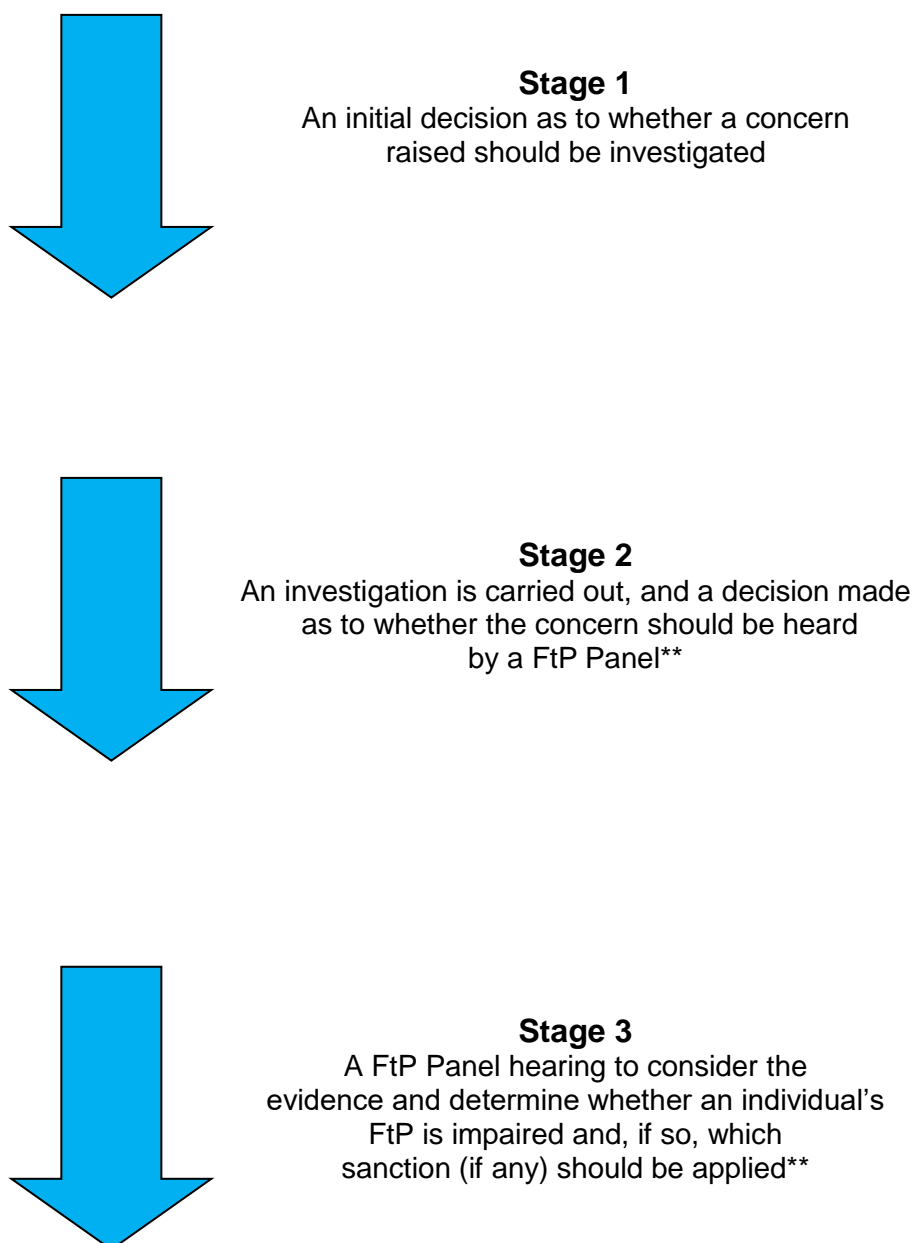 Stage 1
An initial decision as to whether a concern
raised should be investigated
Stage 2
An investigation is carried out, and a decision made
as to whether the concern should be heard
by a FtP Panel**
Stage 3
A FtP Panel hearing to consider the
evidence and determine whether an individual’s
FtP is impaired and, if so, which
sanction (if any) should be applied**